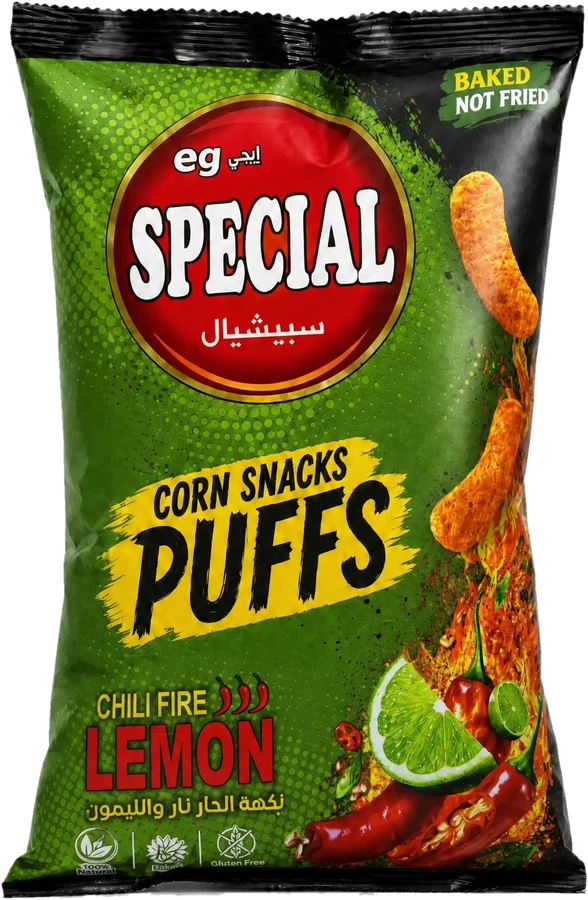 BAKED
NOT FRIED
eg إيجي
SPECIAL
سبيشيال
CORN SNACKS
PUFFS
CHILI FIRE
LEMON
نكهة الحار نار والليمون
100%
Natural
Baked
Gluten Free